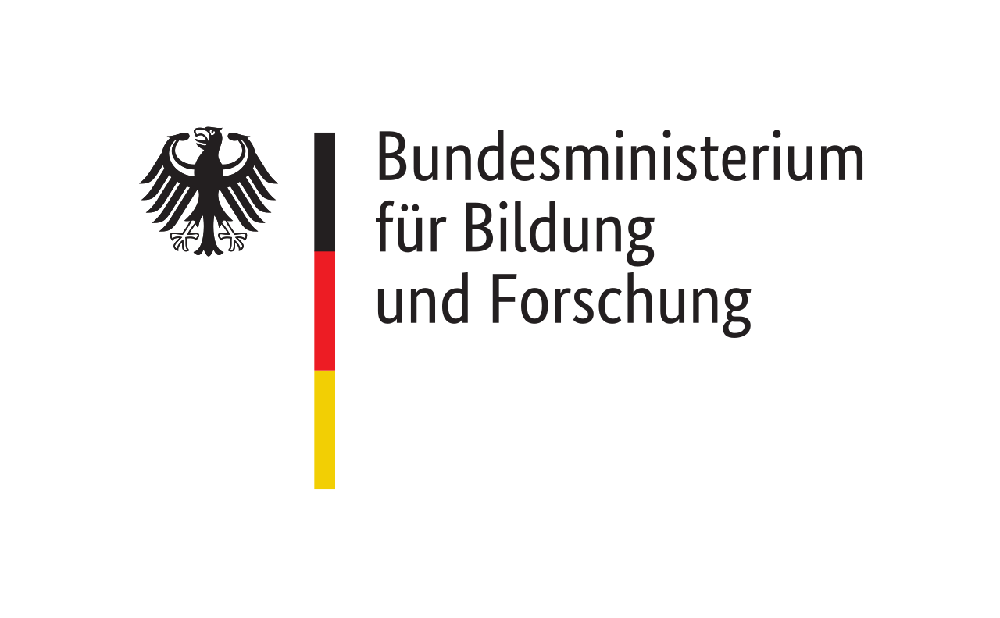 Bundesministerium
für Bildung
und Forschung